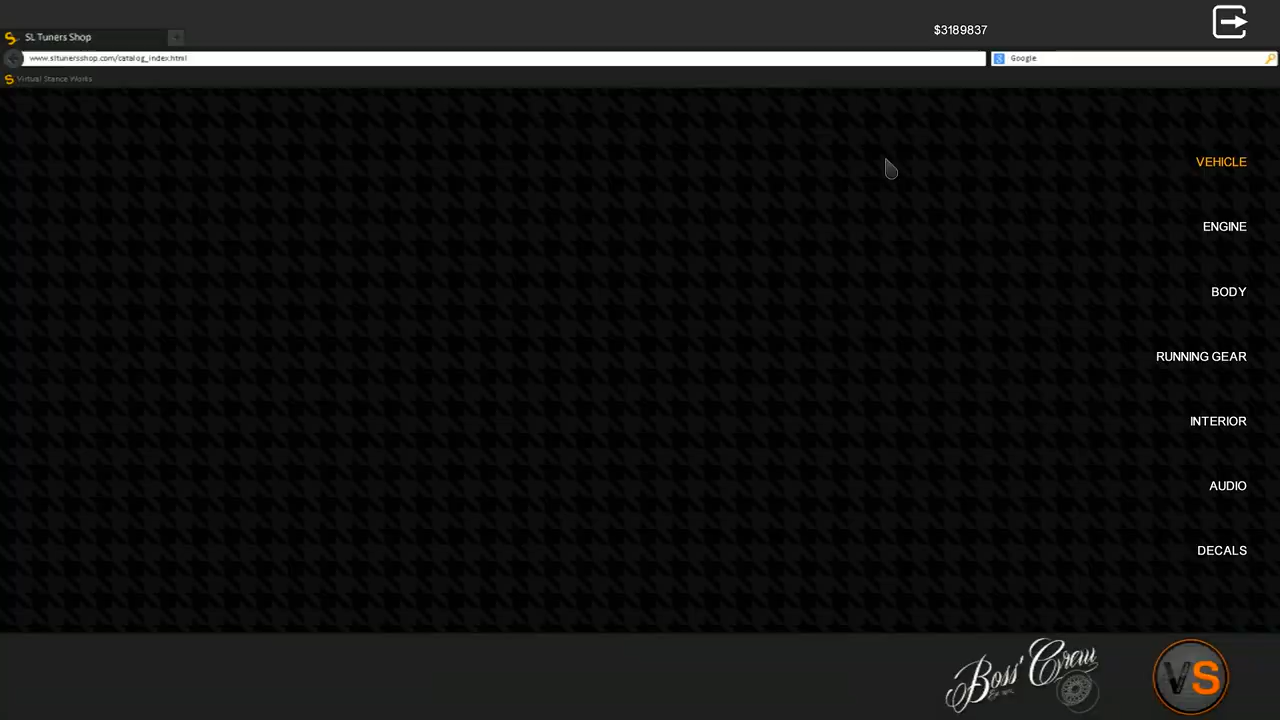 SL Tuners Shop
$3189837
www.sltunersshop.com/catalog_index.html
Google
Virtual Stance Works
VEHICLE
ENGINE
BODY
RUNNING GEAR
INTERIOR
AUDIO
DECALS
Boss' Crew
VS